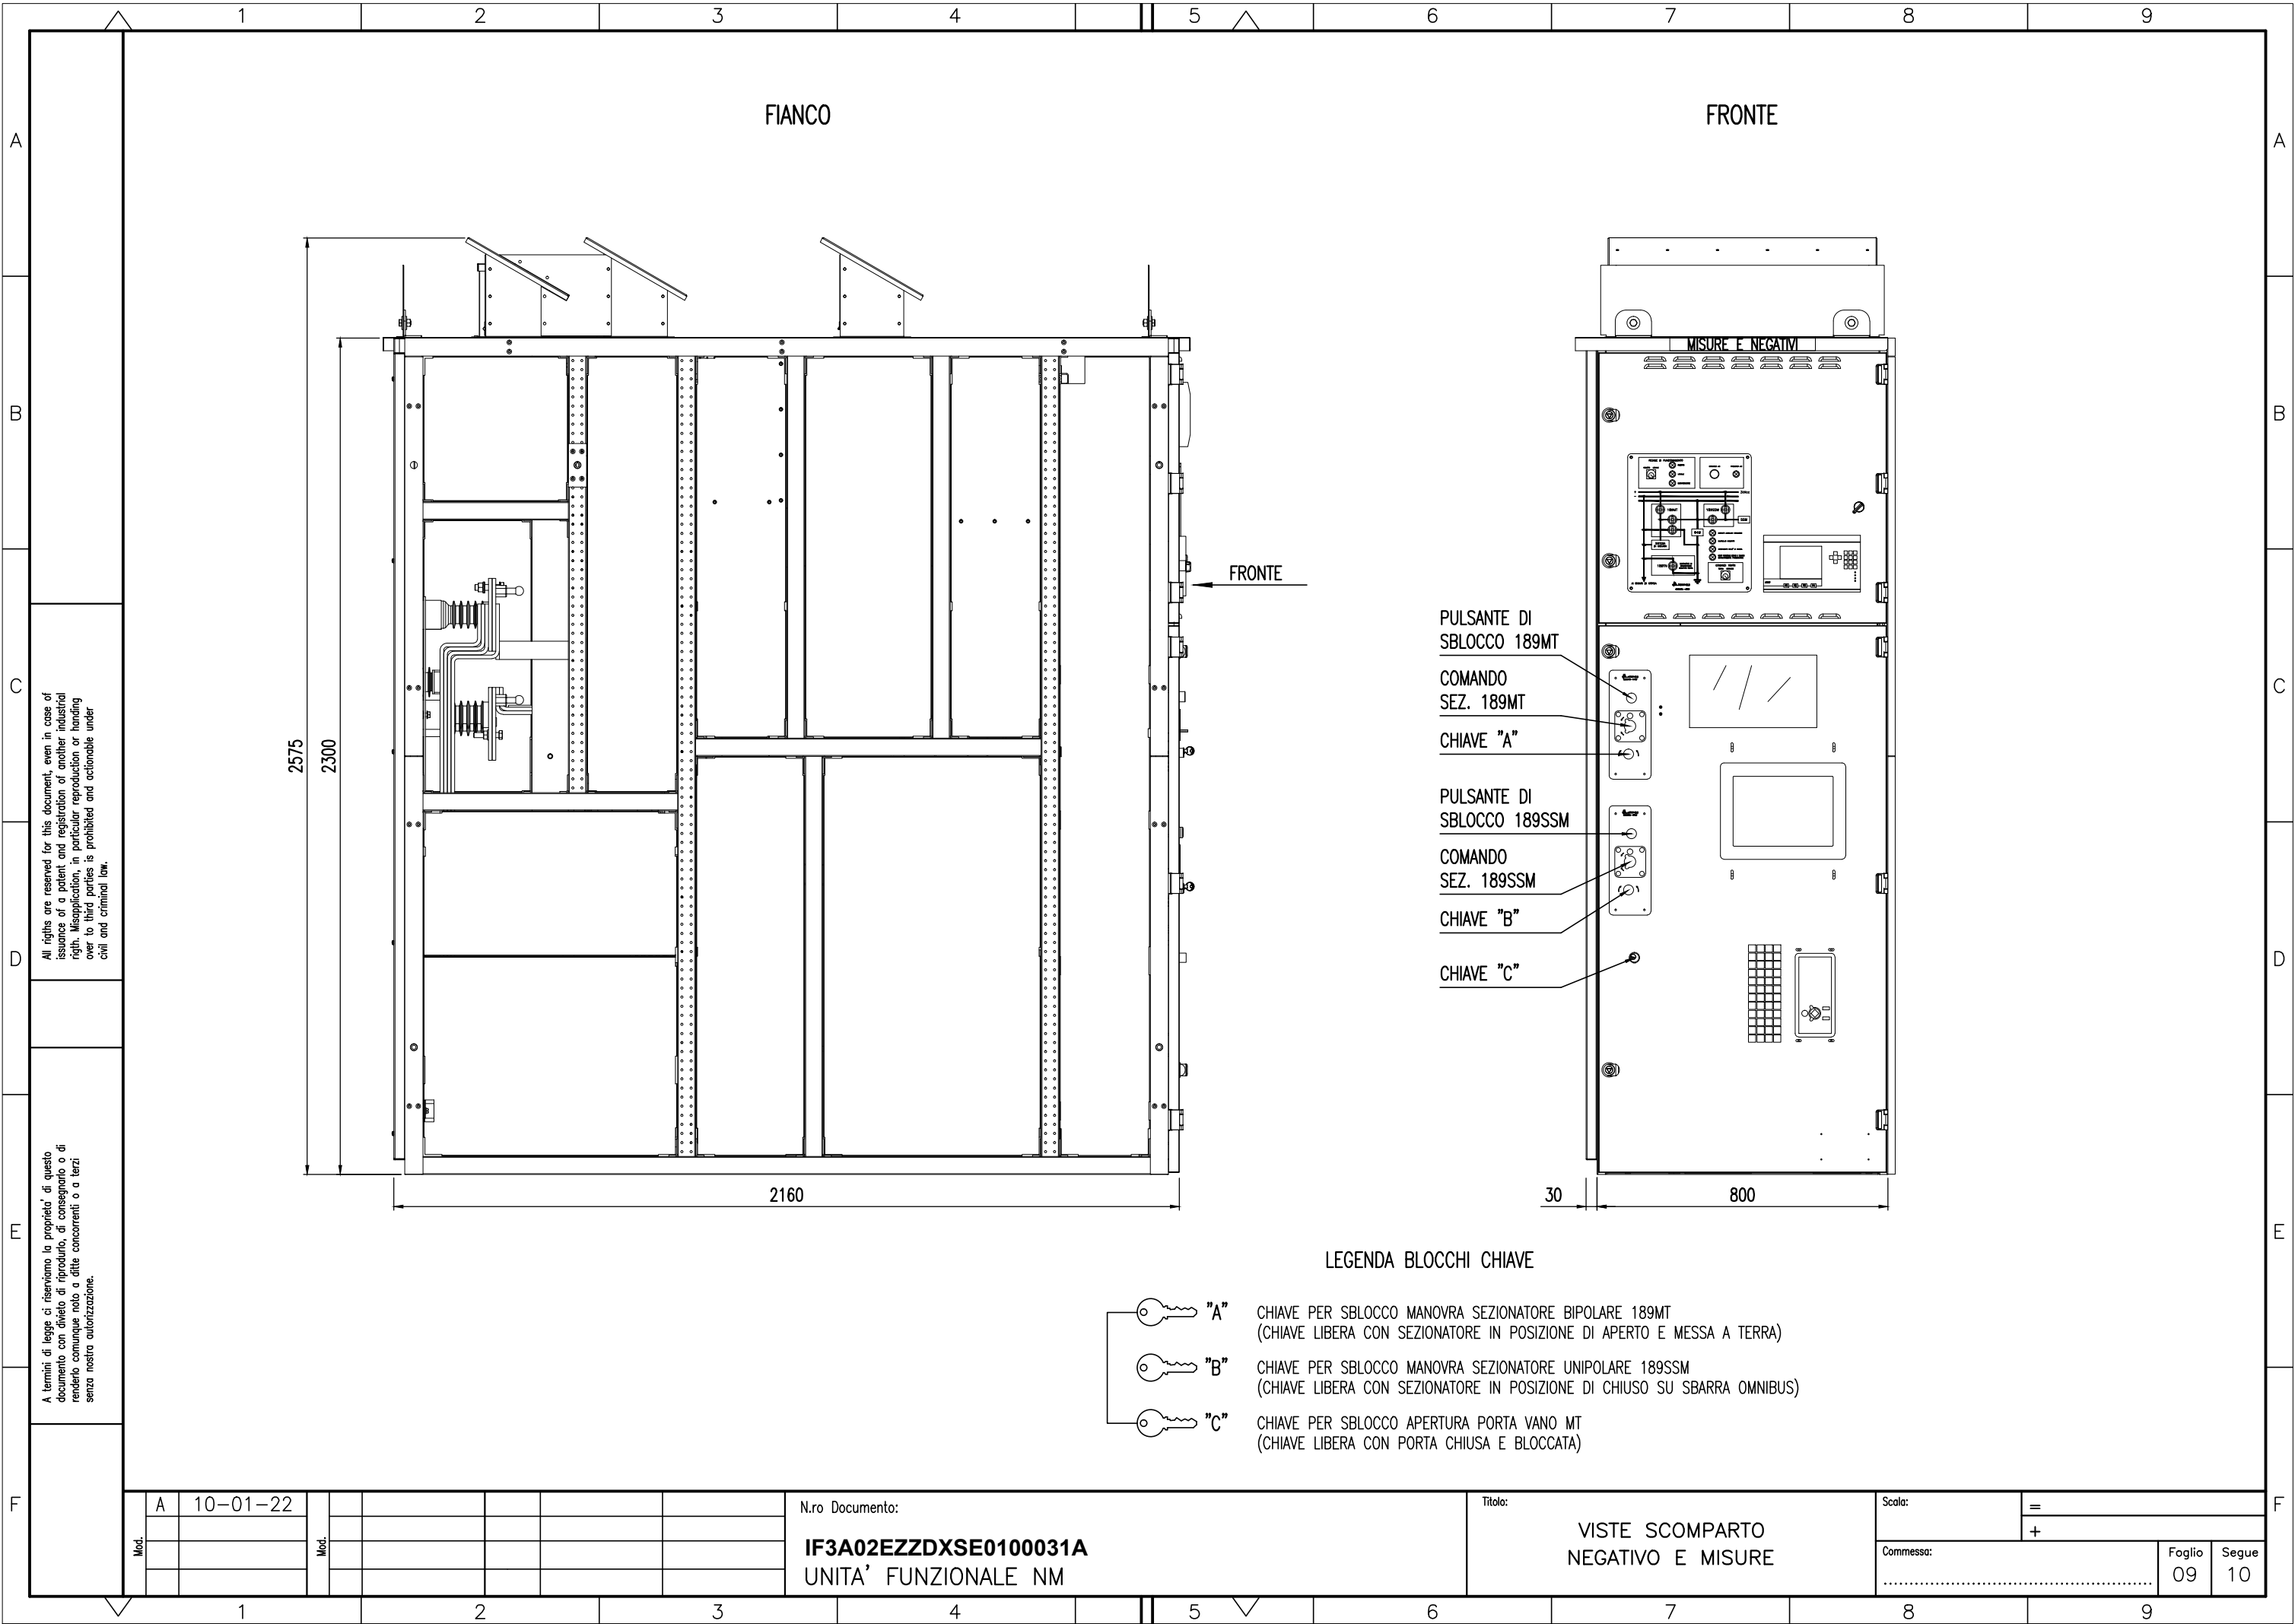 1 2 3 4 5 6 7 8 9
A A
B B
C C
D D
E E
F F
FIANCO
FRONTE
2575
2300
2160
FRONTE
MISURE E NEGATIVI
PULSANTE DI
SBLOCCO 189MT
COMANDO
SEZ. 189MT
CHIAVE "A"
PULSANTE DI
SBLOCCO 189SSM
COMANDO
SEZ. 189SSM
CHIAVE "B"
CHIAVE "C"
30
800
LEGENDA BLOCCHI CHIAVE
"A" CHIAVE PER SBLOCCO MANOVRA SEZIONATORE BIPOLARE 189MT
(CHIAVE LIBERA CON SEZIONATORE IN POSIZIONE DI APERTO E MESSA A TERRA)
"B" CHIAVE PER SBLOCCO MANOVRA SEZIONATORE UNIPOLARE 189SSM
(CHIAVE LIBERA CON SEZIONATORE IN POSIZIONE DI CHIUSO SU SBARRA OMNIBUS)
"C" CHIAVE PER SBLOCCO APERTURA PORTA VANO MT
(CHIAVE LIBERA CON PORTA CHIUSA E BLOCCATA)
All rigths are reserved for this document, even in case of
issuance of a patent and registration of another industrial
rigth. Misapplication, in particular reproduction or handing
over to third parties is prohibited and actionable under
civil and criminal law.
A termini di legge ci riserviamo la proprieta' di questo
documento con divieto di riprodurlo, di consegnarlo o di
renderlo comunque noto a ditte concorrenti o a terzi
senza nostra autorizzazione.
Mod.
A 10-01-22
Mod.
N.ro Documento:
IF3A02EZZDXSE0100031A
UNITA' FUNZIONALE NM
Titolo:
VISTE SCOMPARTO
NEGATIVO E MISURE
Scala:
=
+
Commessa:
Foglio
09
Segue
10
1 2 3 4 5 6 7 8 9